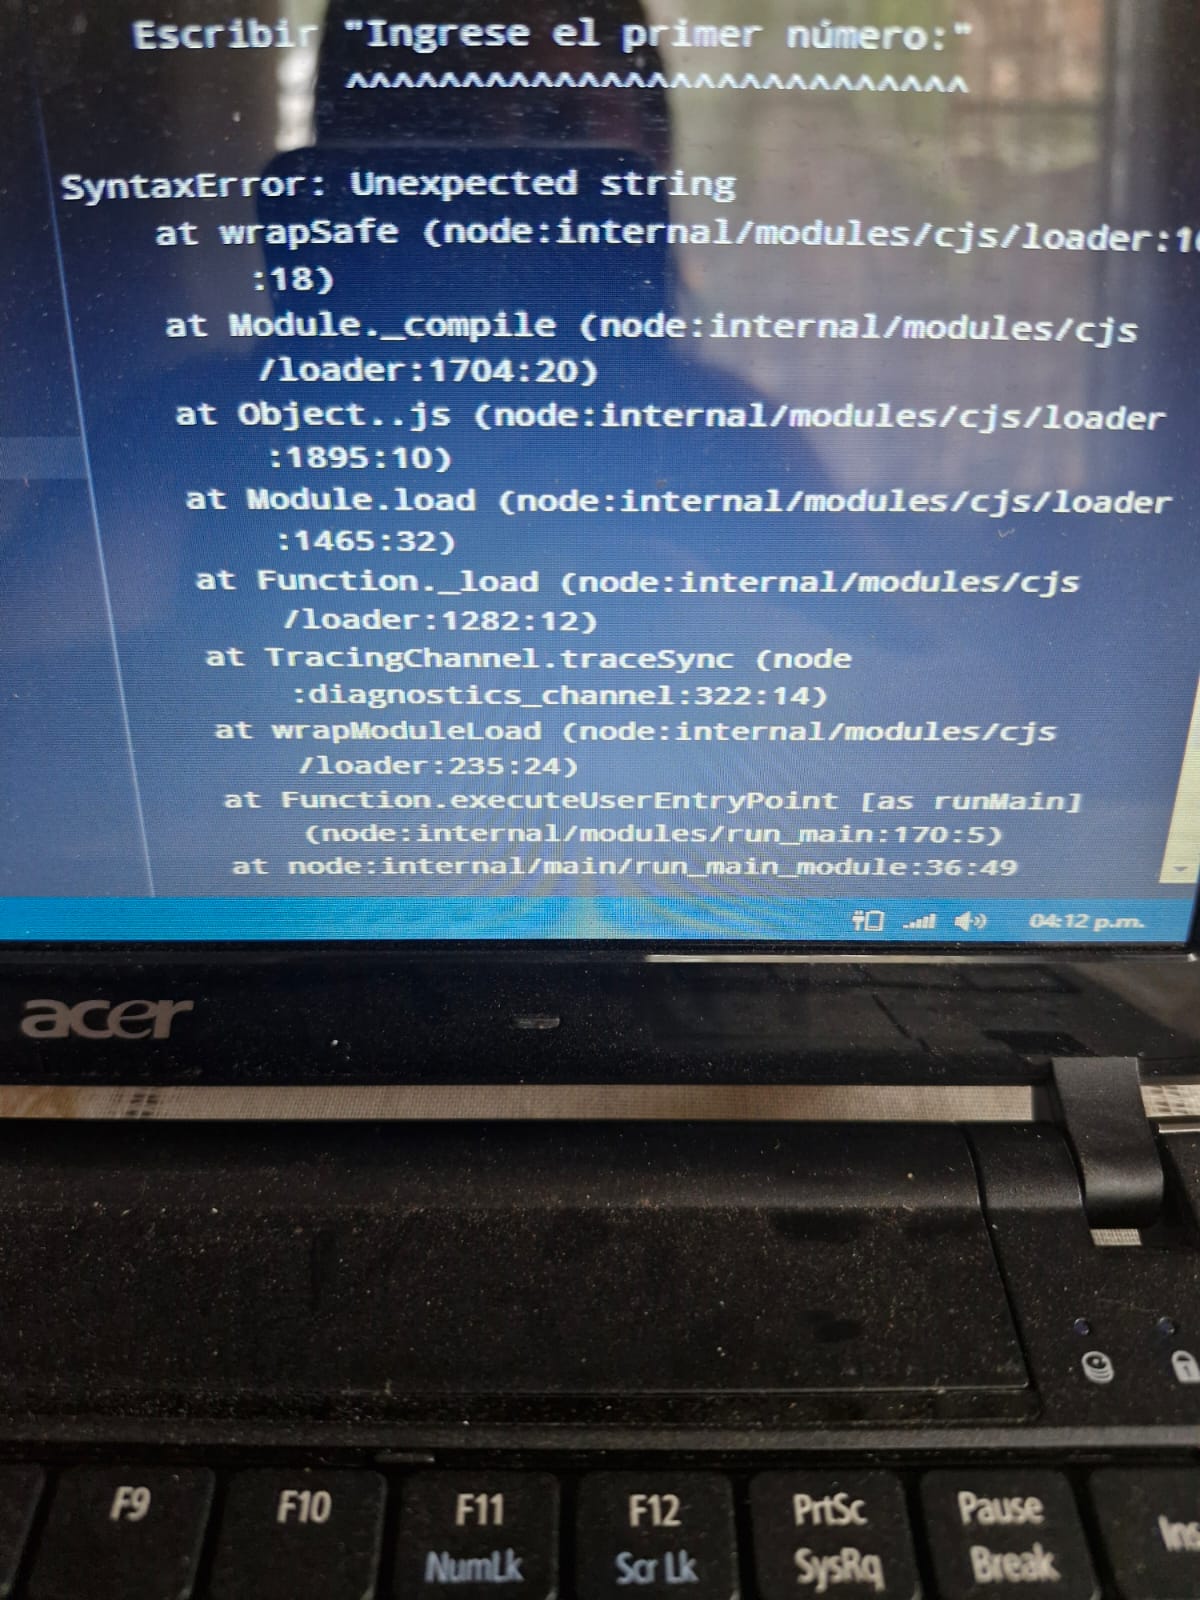 Escribir "Ingrese el primer número:"
^^^^^^^^^^^^^^^^^^^^^^^^^^^
SyntaxError: Unexpected string
at wrapSafe (node:internal/modules/cjs/loader:16
:18)
at Module._compile (node:internal/modules/cjs
/loader:1704:20)
at Object..js (node:internal/modules/cjs/loader
:1895:10)
at Module.load (node:internal/modules/cjs/loader
:1465:32)
at Function._load (node:internal/modules/cjs
/loader:1282:12)
at TracingChannel.traceSync (node
:diagnostics_channel:322:14)
at wrapModuleLoad (node:internal/modules/cjs
/loader:235:24)
at Function.executeUserEntryPoint [as runMain]
(node:internal/modules/run_main:170:5)
at node:internal/main/run_main_module:36:49
04:12 p.m.
acer
F9 F10 F11 F12 PrtSc Pause Ins
NumLk Scr Lk SysRq Break